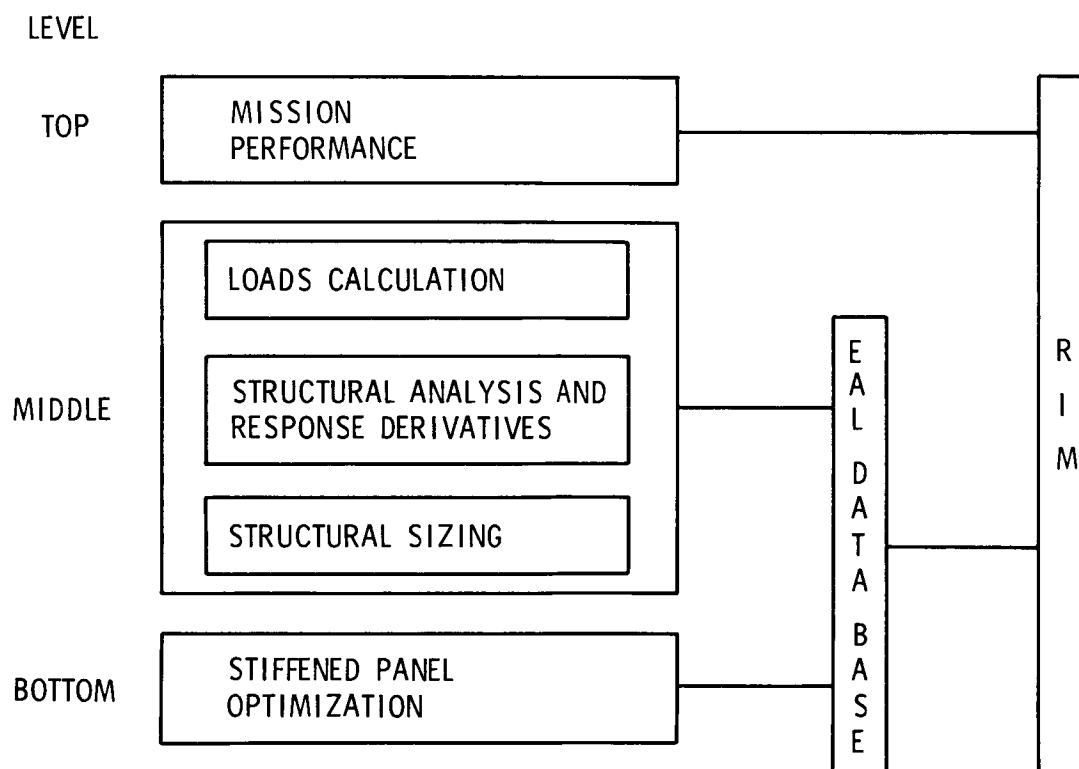 LEVEL
TOP
MISSION
PERFORMANCE
LOADS CALCULATION
MIDDLE
STRUCTURAL ANALYSIS AND
RESPONSE DERIVATIVES
STRUCTURAL SIZING
BOTTOM
STIFFENED PANEL
OPTIMIZATION
EAL DATA BASE
RIM